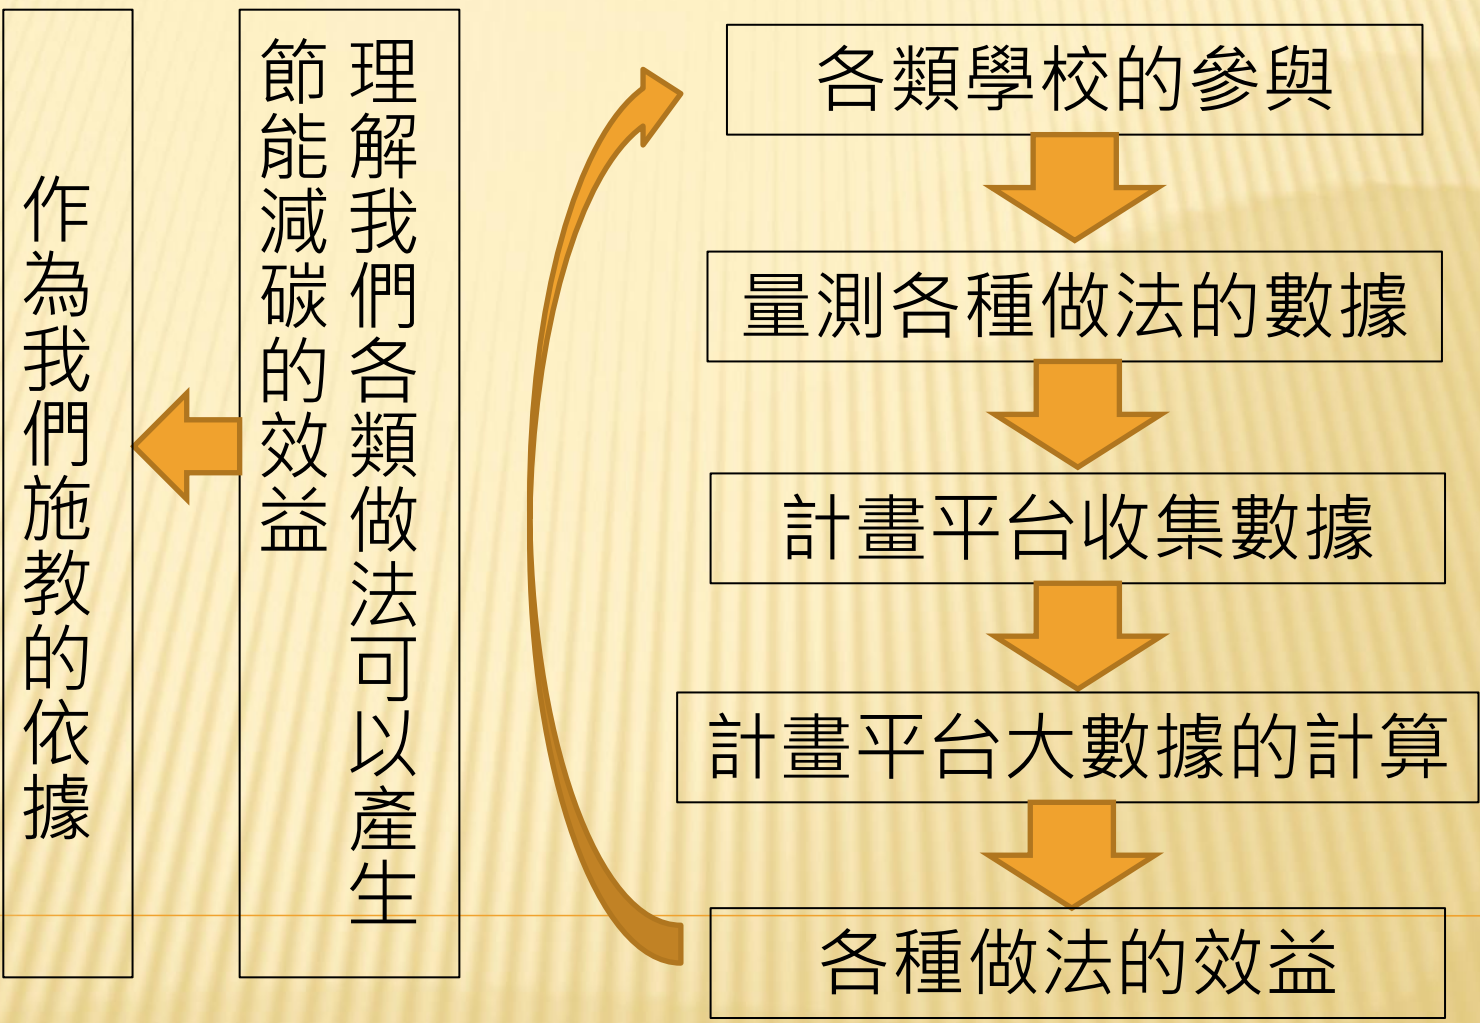 各類學校的參與
量測各種做法的數據
計畫平台收集數據
計畫平台大數據的計算
各種做法的效益
理解我們各類做法可以產生
節能減碳的效益
作為我們施教的依據